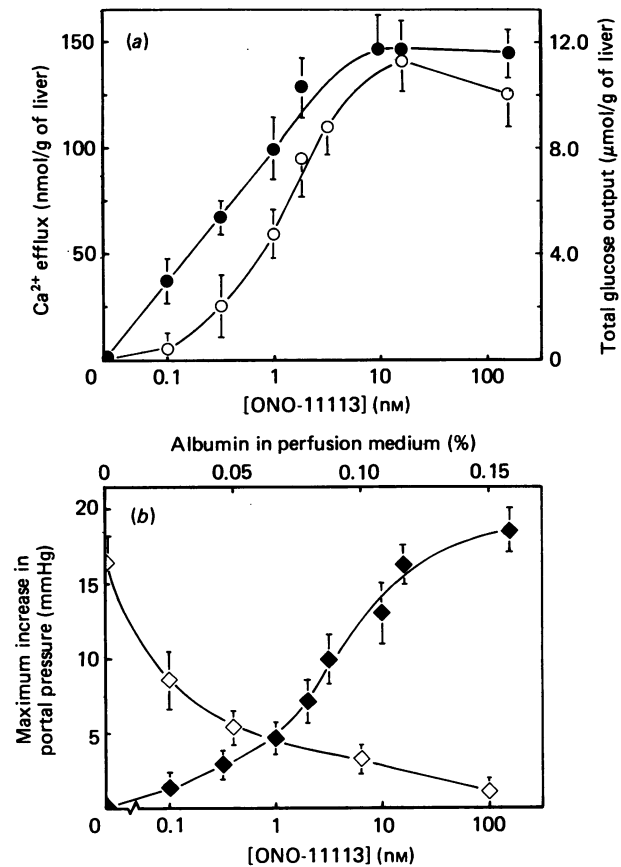 (a)
150
100
50
0
Ca²⁺ efflux (nmol/g of liver)
12.0
8.0
4.0
0
Total glucose output (μmol/g of liver)
0.1 1 10 100
[ONO-11113] (nM)
Albumin in perfusion medium (%)
0 0.05 0.10 0.15
(b)
20
15
10
5
0
Maximum increase in
portal pressure (mmHg)
0.1 1 10 100
[ONO-11113] (nM)